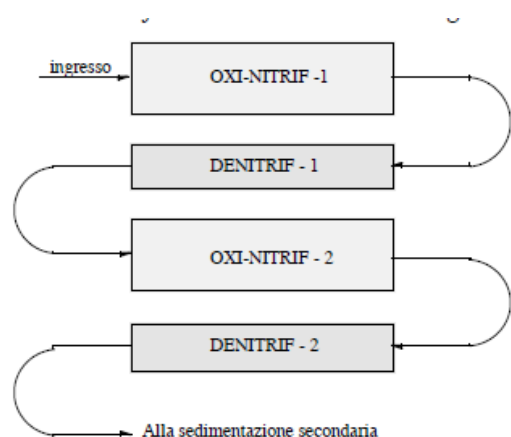 ingresso
OXI-NITRIF -1
DENITRIF - 1
OXI-NITRIF - 2
DENITRIF - 2
Alla sedimentazione secondaria